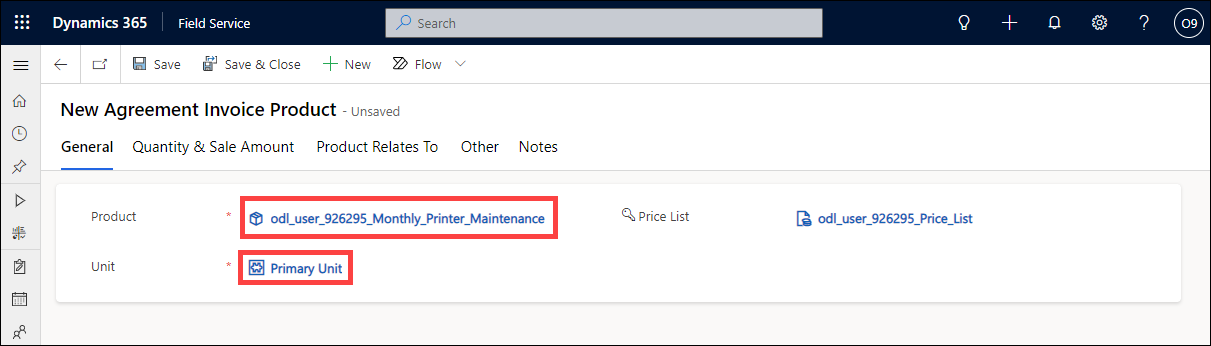 Dynamics 365 Field Service Search O9
Save Save & Close New Flow
New Agreement Invoice Product - Unsaved
General Quantity & Sale Amount Product Relates To Other Notes
Product * odl_user_926295_Monthly_Printer_Maintenance Price List odl_user_926295_Price_List
Unit * Primary Unit